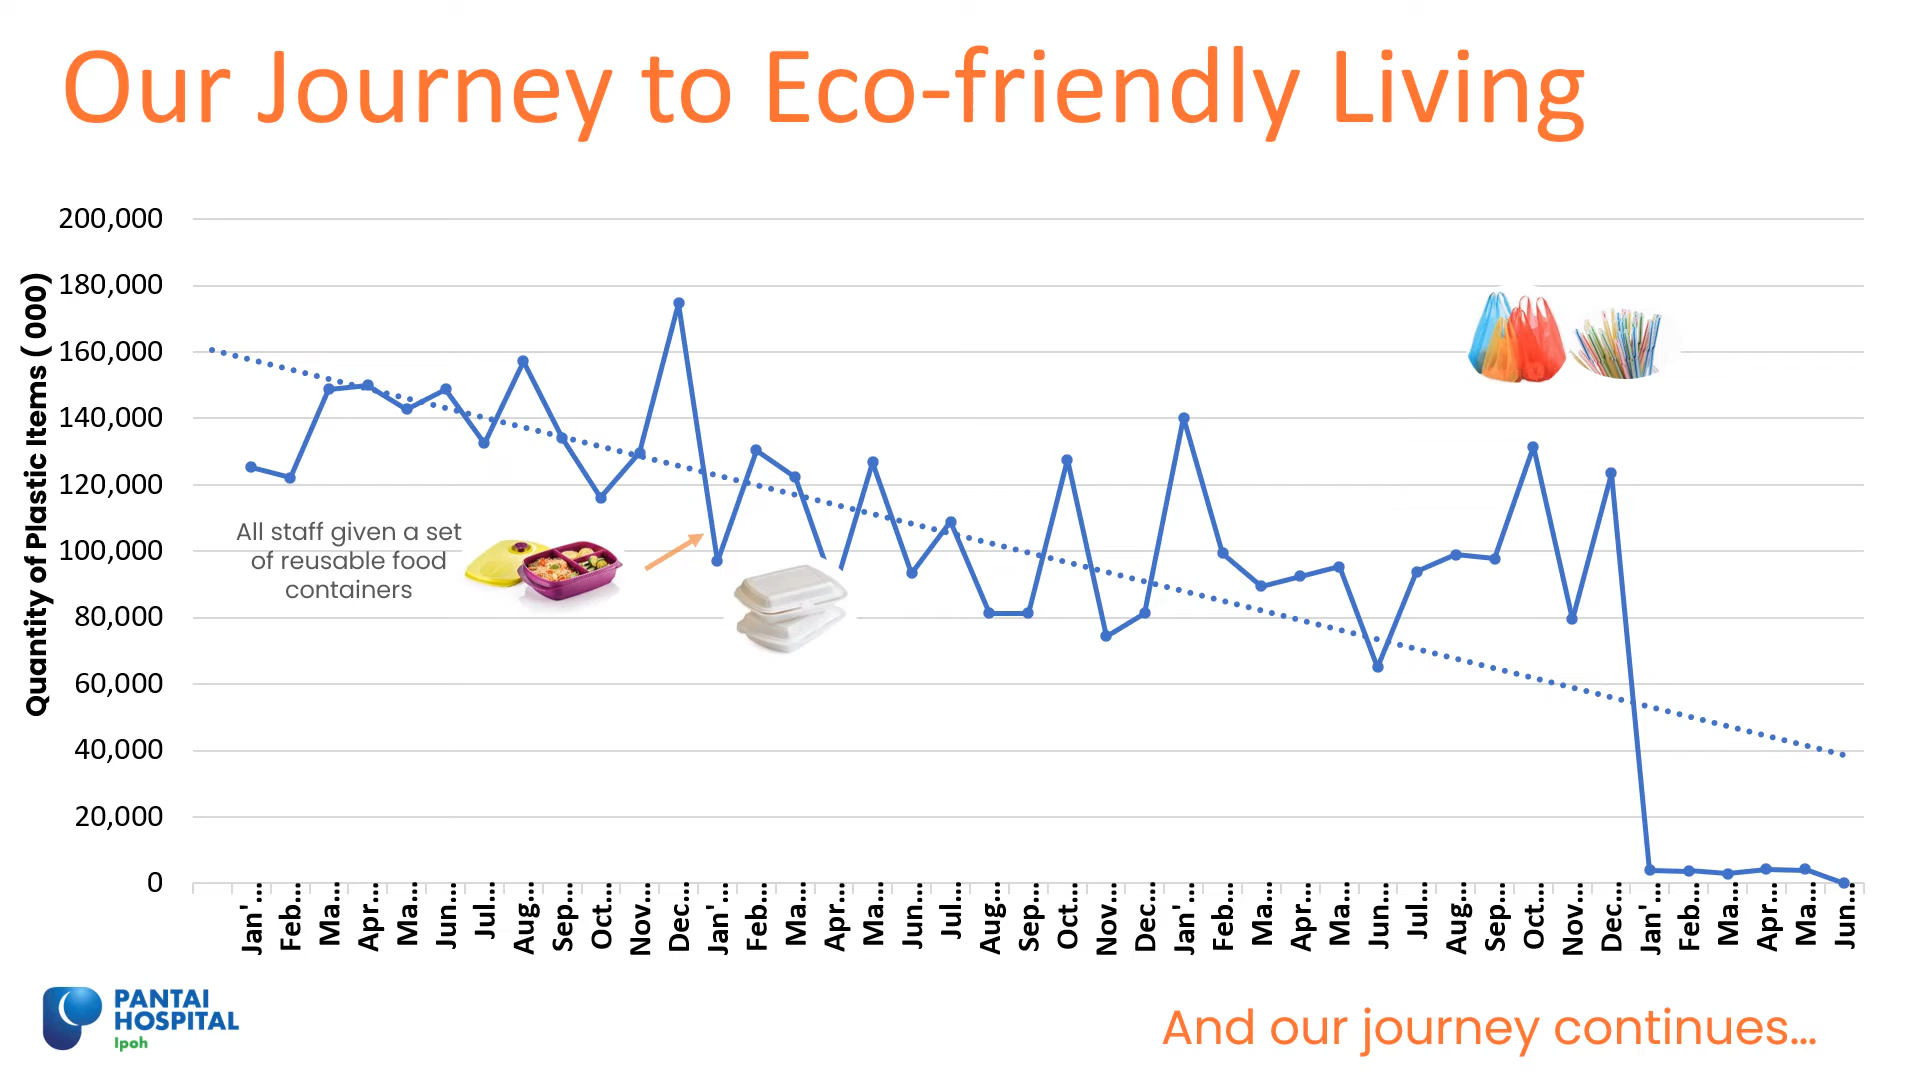 Our Journey to Eco-friendly Living
Quantity of Plastic Items ( 000)
200,000
180,000
160,000
140,000
120,000
100,000
80,000
60,000
40,000
20,000
0
All staff given a set
of reusable food
containers
Jan'... Feb... Ma... Apr... Ma... Jun... Jul... Aug... Sep... Oct... Nov... Dec... Jan'... Feb... Ma... Apr... Ma... Jun... Jul... Aug... Sep... Oct... Nov... Dec... Jan'... Feb... Ma... Apr... Ma... Jun... Jul... Aug... Sep... Oct... Nov... Dec... Jan'... Feb... Ma... Apr... Ma... Jun...
PANTAI
HOSPITAL
Ipoh
And our journey continues...